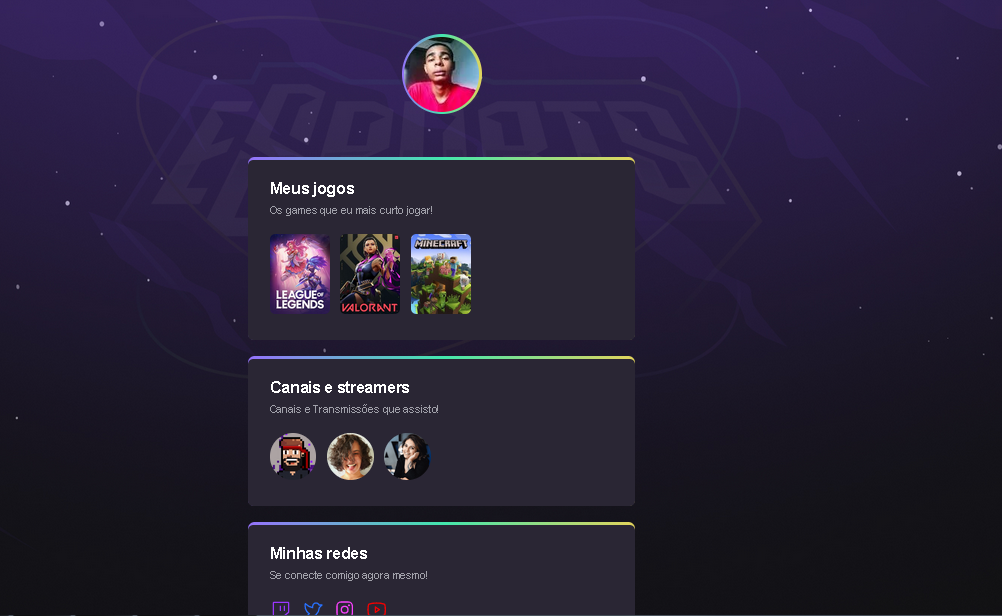 ESPORTS
Meus jogos
Os games que eu mais curto jogar!
LEAGUE OF
LEGENDS
VALORANT
MINECRAFT
Canais e streamers
Canais e Transmissões que assisto!
Minhas redes
Se conecte comigo agora mesmo!